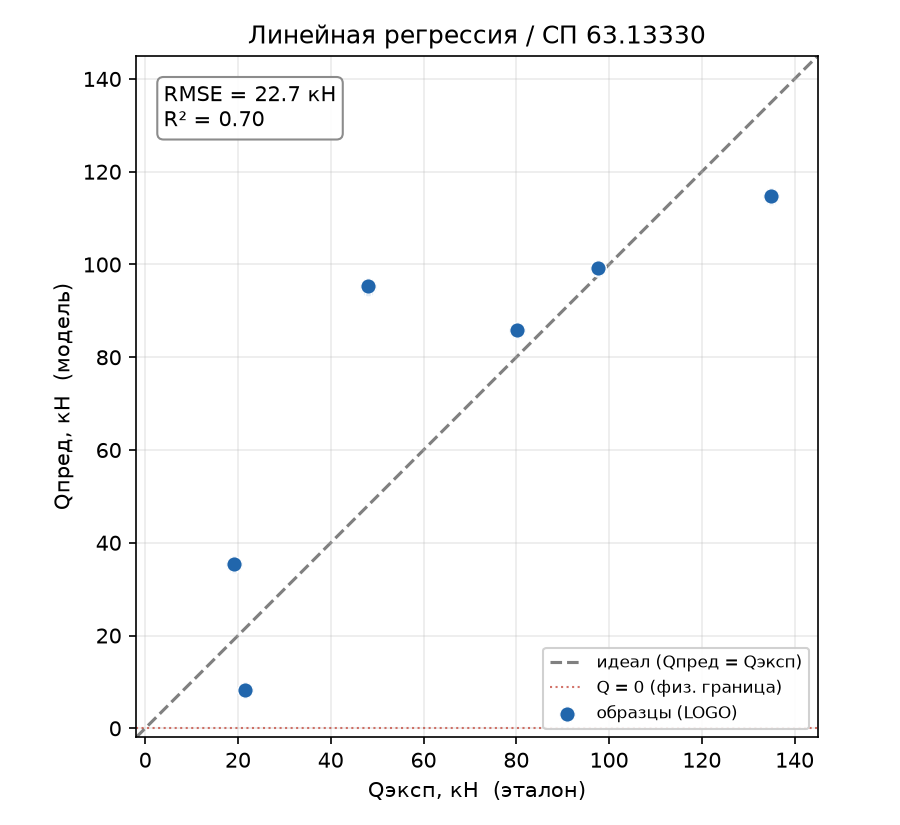 Линейная регрессия / СП 63.13330
RMSE = 22.7 кН
R² = 0.70
140
120
100
80
60
40
20
0
Qпред, кН  (модель)
идеал (Qпред = Qэксп)
Q = 0 (физ. граница)
образцы (LOGO)
0 20 40 60 80 100 120 140
Qэксп, кН  (эталон)